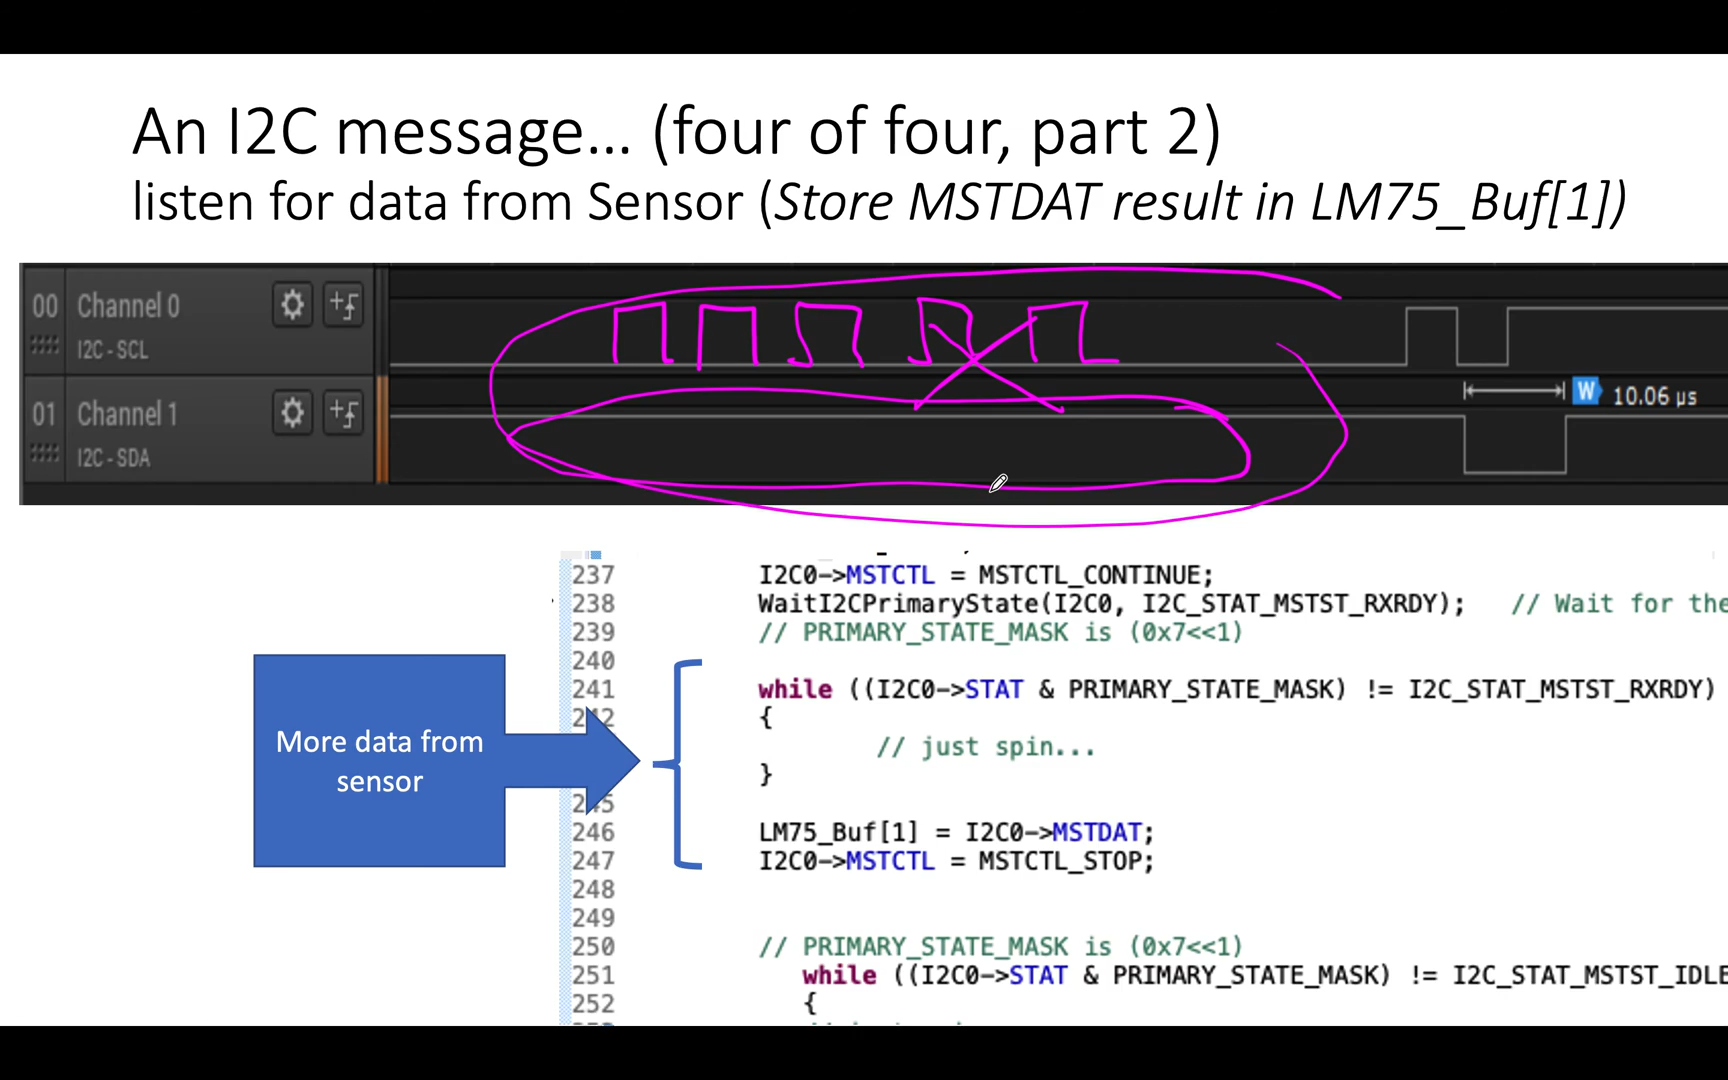 An I2C message... (four of four, part 2)
listen for data from Sensor (Store MSTDAT result in LM75_Buf[1])
00 Channel 0
I2C - SCL
01 Channel 1
I2C - SDA
W 10.06 µs
237 I2C0->MSTCTL = MSTCTL_CONTINUE;
238 WaitI2CPrimaryState(I2C0, I2C_STAT_MSTST_RXRDY); // Wait for the
239 // PRIMARY_STATE_MASK is (0x7<<1)
240
241 while ((I2C0->STAT & PRIMARY_STATE_MASK) != I2C_STAT_MSTST_RXRDY)
242 {
// just spin...
}
245
246 LM75_Buf[1] = I2C0->MSTDAT;
247 I2C0->MSTCTL = MSTCTL_STOP;
248
249
250 // PRIMARY_STATE_MASK is (0x7<<1)
251 while ((I2C0->STAT & PRIMARY_STATE_MASK) != I2C_STAT_MSTST_IDLE
252 {
More data from
sensor